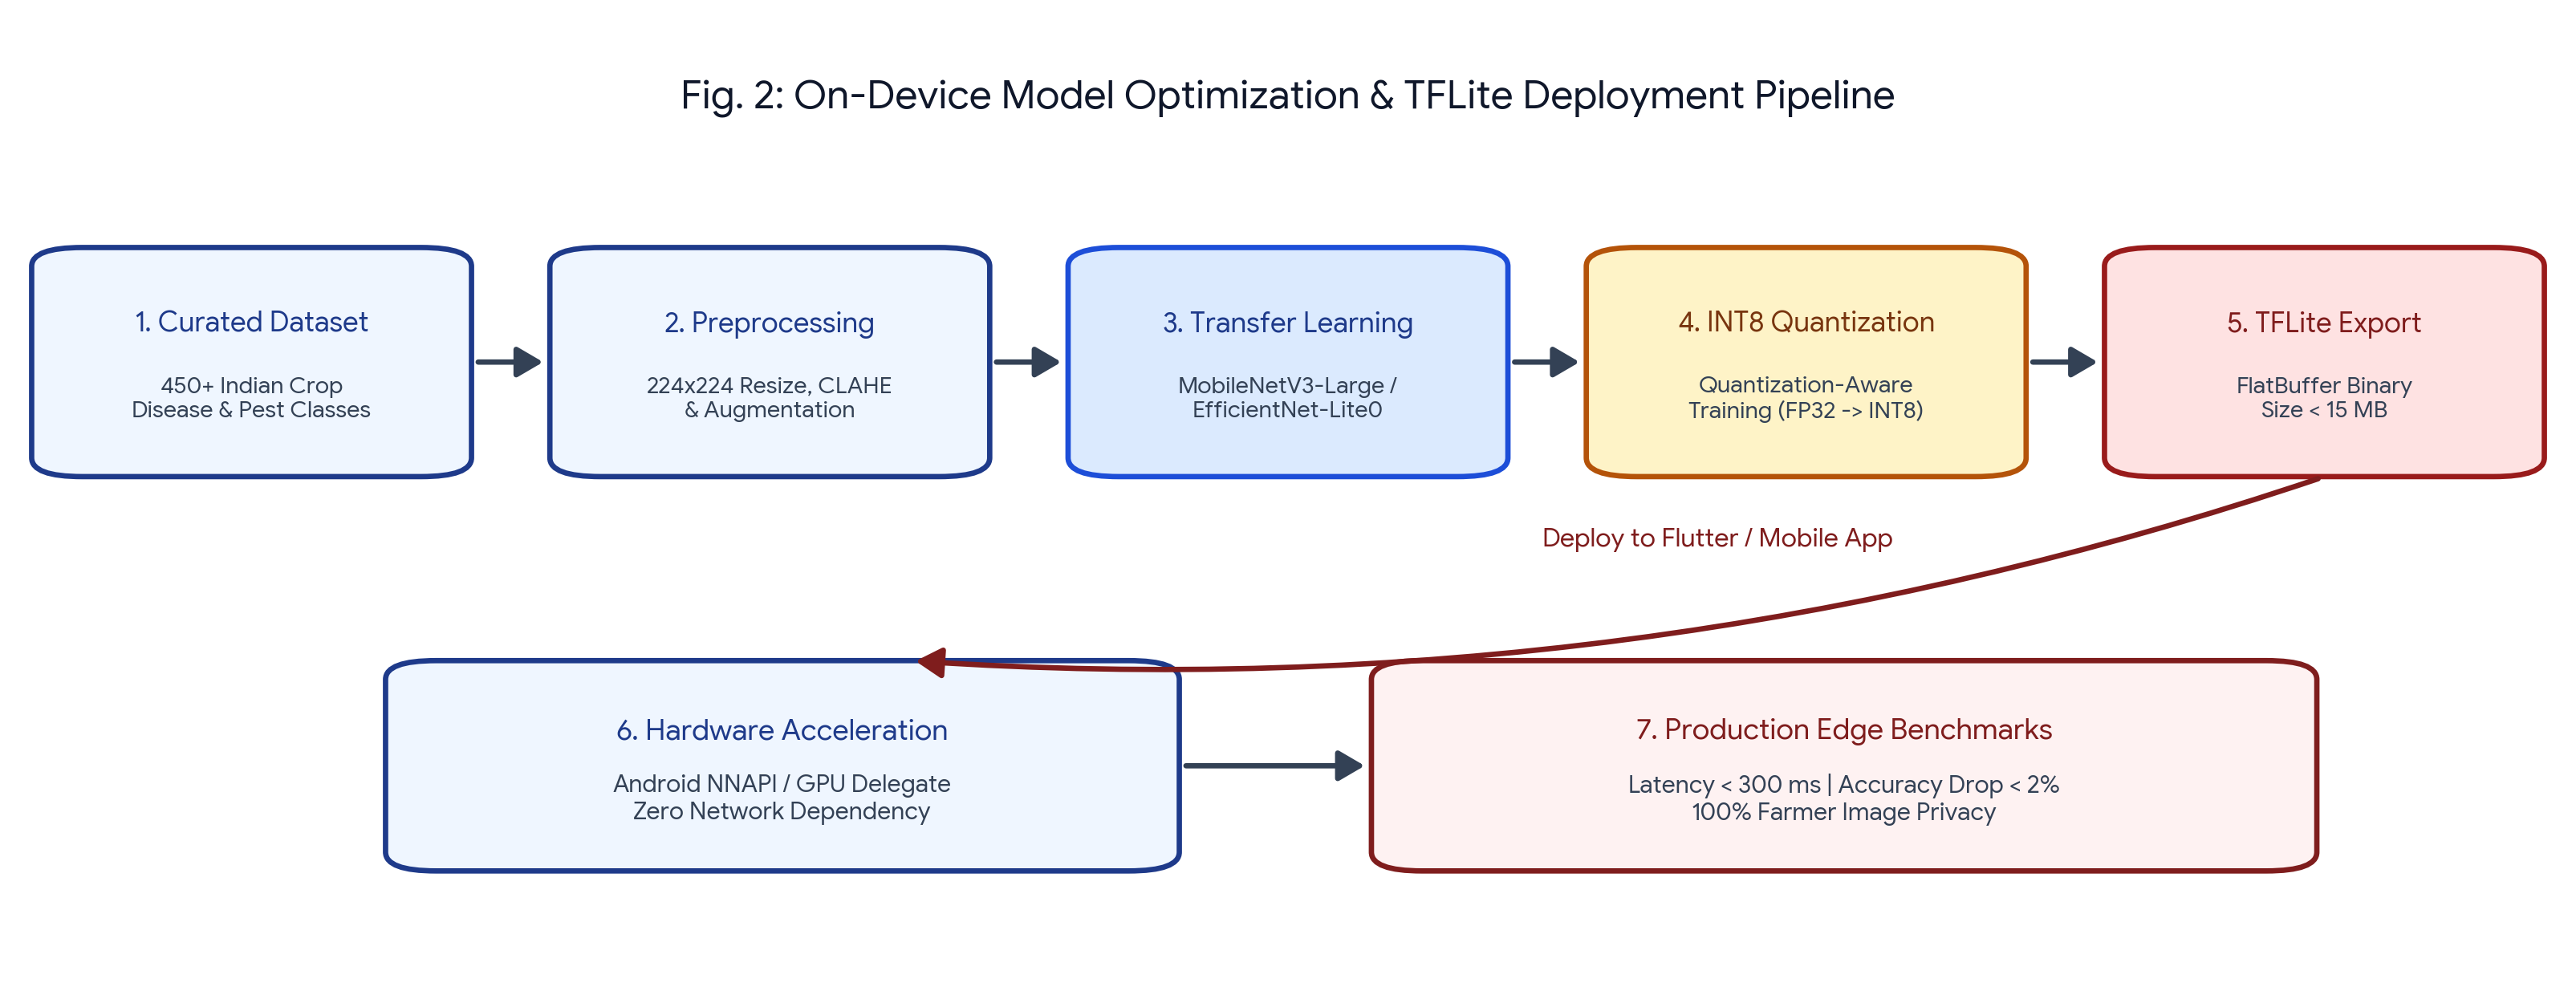 Fig. 2: On-Device Model Optimization & TFLite Deployment Pipeline
1. Curated Dataset
450+ Indian Crop
Disease & Pest Classes
2. Preprocessing
224x224 Resize, CLAHE
& Augmentation
3. Transfer Learning
MobileNetV3-Large /
EfficientNet-Lite0
4. INT8 Quantization
Quantization-Aware
Training (FP32 -> INT8)
5. TFLite Export
FlatBuffer Binary
Size < 15 MB
Deploy to Flutter / Mobile App
6. Hardware Acceleration
Android NNAPI / GPU Delegate
Zero Network Dependency
7. Production Edge Benchmarks
Latency < 300 ms | Accuracy Drop < 2%
100% Farmer Image Privacy